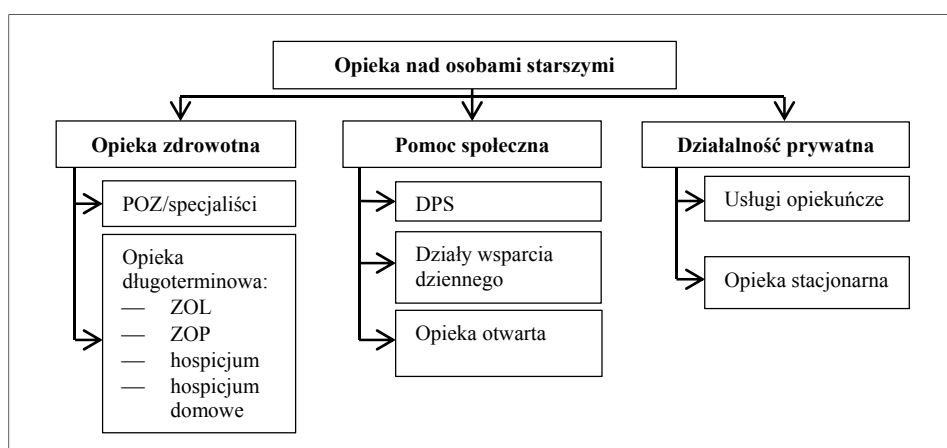 Opieka nad osobami starszymi
Opieka zdrowotna
POZ/specjaliści
Opieka
długoterminowa:
— ZOL
— ZOP
— hospicjum
— hospicjum
domowe
Pomoc społeczna
DPS
Działy wsparcia
dziennego
Opieka otwarta
Działalność prywatna
Usługi opiekuńcze
Opieka stacjonarna